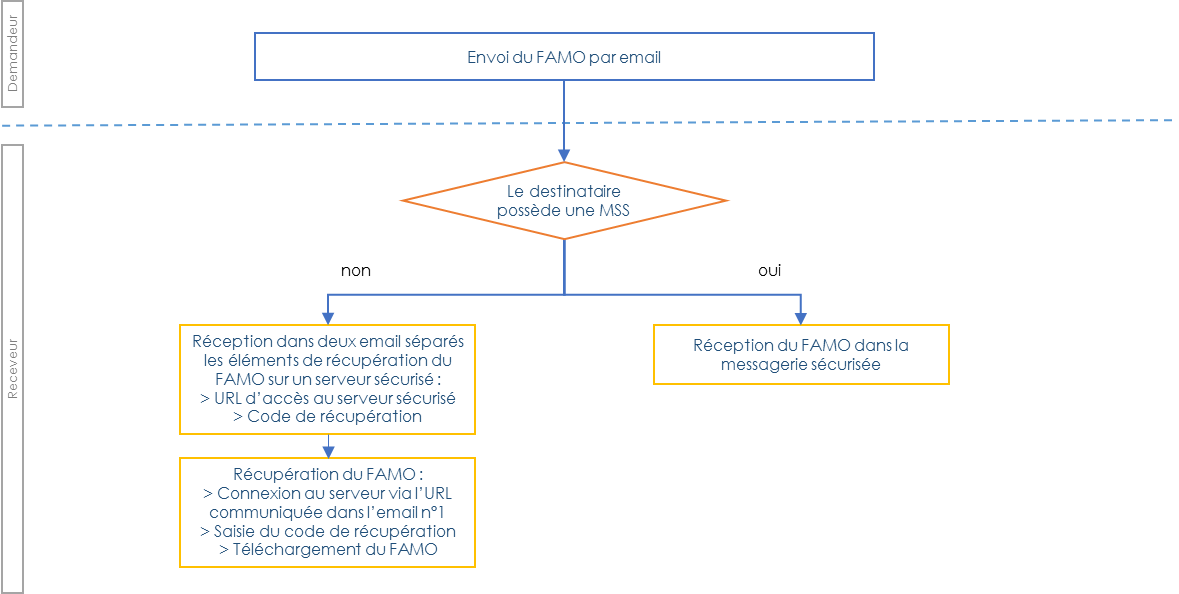 Demandeur
Envoi du FAMO par email
Receveur
Le destinataire
possède une MSS
non
oui
Réception dans deux email séparés
les éléments de récupération du
FAMO sur un serveur sécurisé :
> URL d’accès au serveur sécurisé
> Code de récupération
Réception du FAMO dans la
messagerie sécurisée
Récupération du FAMO :
> Connexion au serveur via l’URL
communiquée dans l’email n°1
> Saisie du code de récupération
> Téléchargement du FAMO